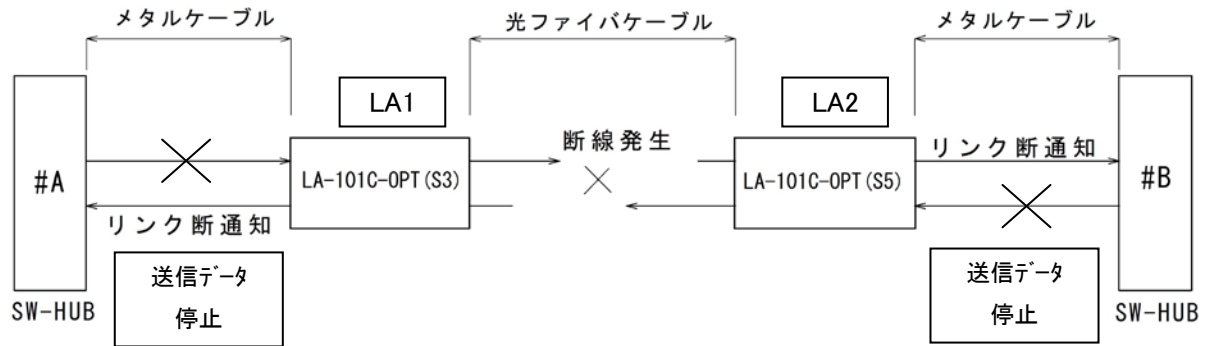 メタルケーブル
光ファイバケーブル
メタルケーブル
LA1
LA2
断線発生
リンク断通知
#A
LA-101C-OPT(S3)
LA-101C-OPT(S5)
#B
リンク断通知
送信データ
停止
送信データ
停止
SW-HUB
SW-HUB